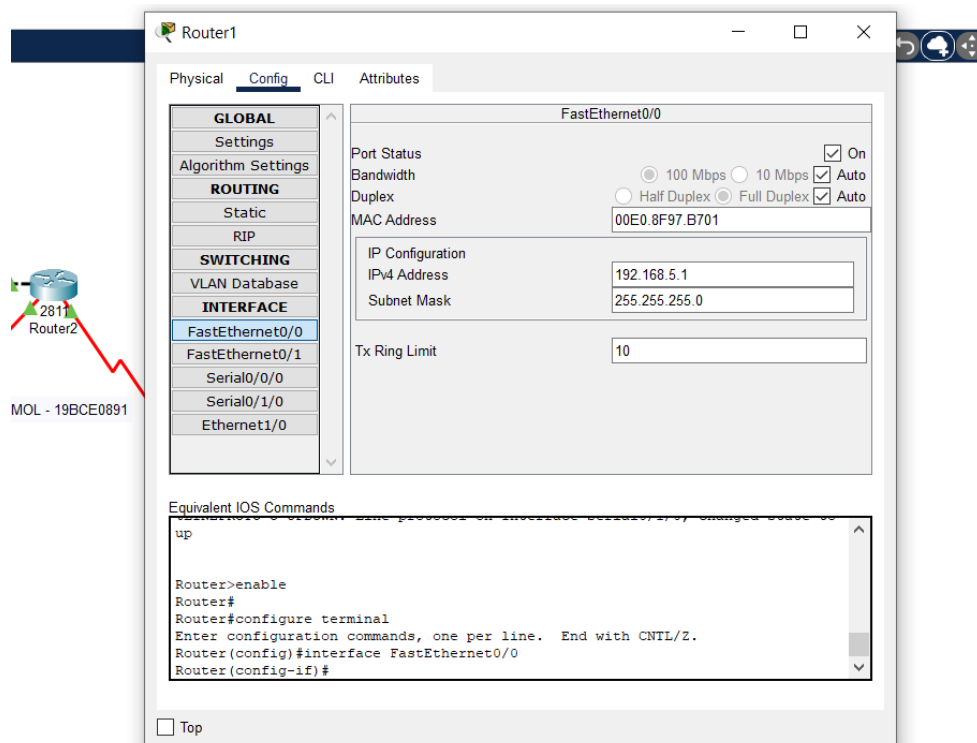 Router1
Physical Config CLI Attributes
GLOBAL
Settings
Algorithm Settings
ROUTING
Static
RIP
SWITCHING
VLAN Database
INTERFACE
FastEthernet0/0
FastEthernet0/1
Serial0/0/0
Serial0/1/0
Ethernet1/0
FastEthernet0/0
Port Status On
Bandwidth 100 Mbps 10 Mbps Auto
Duplex Half Duplex Full Duplex Auto
MAC Address 00E0.8F97.B701
IP Configuration
IPv4 Address 192.168.5.1
Subnet Mask 255.255.255.0
Tx Ring Limit 10
2811
Router2
MOL - 19BCE0891
Equivalent IOS Commands
up
Router>enable
Router#
Router#configure terminal
Enter configuration commands, one per line. End with CNTL/Z.
Router(config)#interface FastEthernet0/0
Router(config-if)#
Top